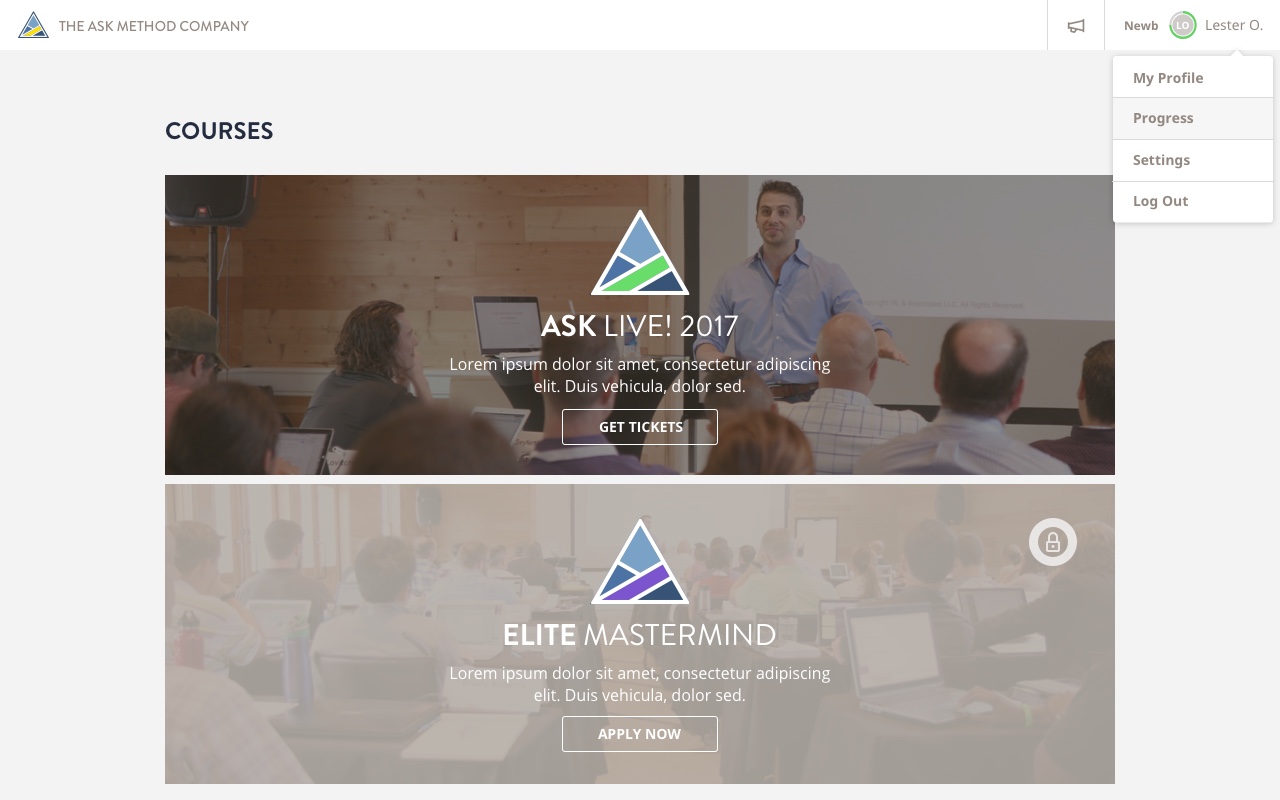 THE ASK METHOD COMPANY
Newb
LO
Lester O.
My Profile
Progress
Settings
Log Out
COURSES
ASK LIVE! 2017
Lorem ipsum dolor sit amet, consectetur adipiscing
elit. Duis vehicula, dolor sed.
GET TICKETS
ELITE MASTERMIND
Lorem ipsum dolor sit amet, consectetur adipiscing
elit. Duis vehicula, dolor sed.
APPLY NOW